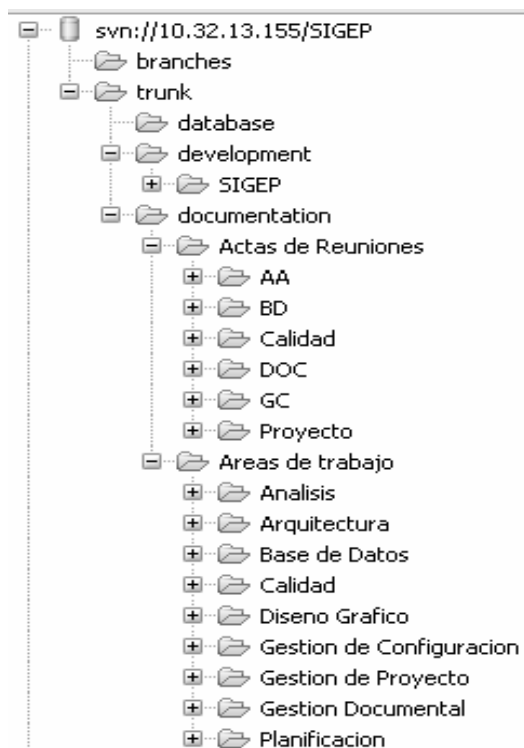 svn://10.32.13.155/SIGEP
branches
trunk
database
development
SIGEP
documentation
Actas de Reuniones
AA
BD
Calidad
DOC
GC
Proyecto
Areas de trabajo
Analisis
Arquitectura
Base de Datos
Calidad
Diseno Grafico
Gestion de Configuracion
Gestion de Proyecto
Gestion Documental
Planificacion